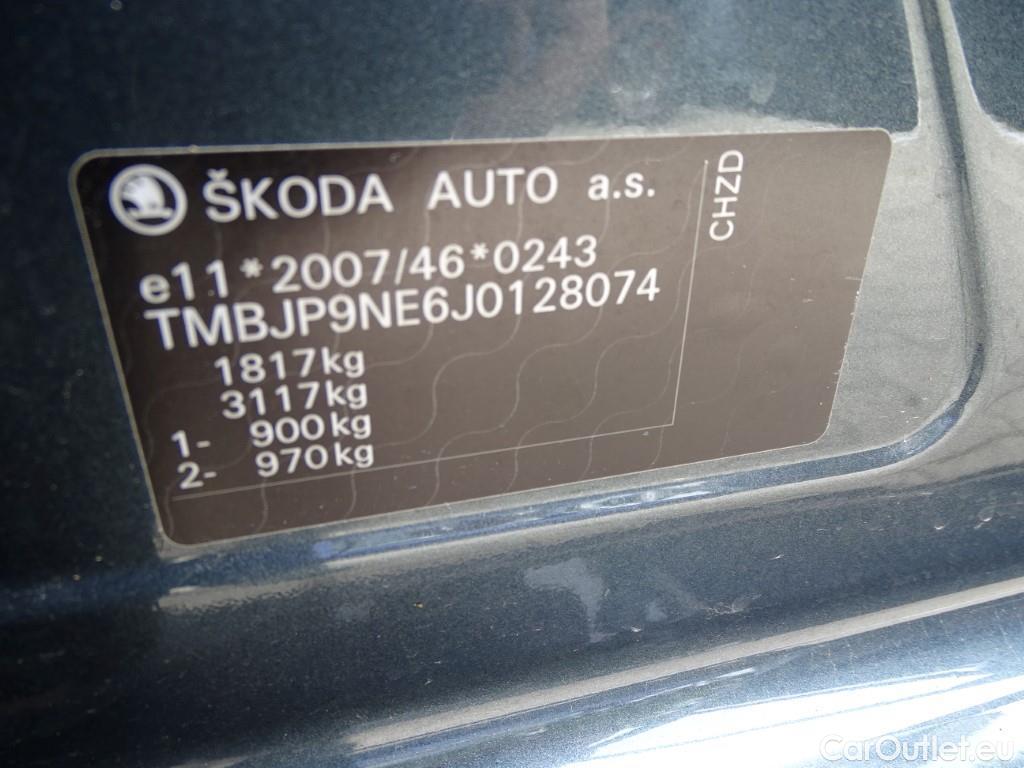 ŠKODA AUTO a.s.
e11*2007/46*0243
TMBJP9NE6J0128074
1817kg
3117kg
1- 900kg
2- 970kg
CHZD
CarOutlet.eu